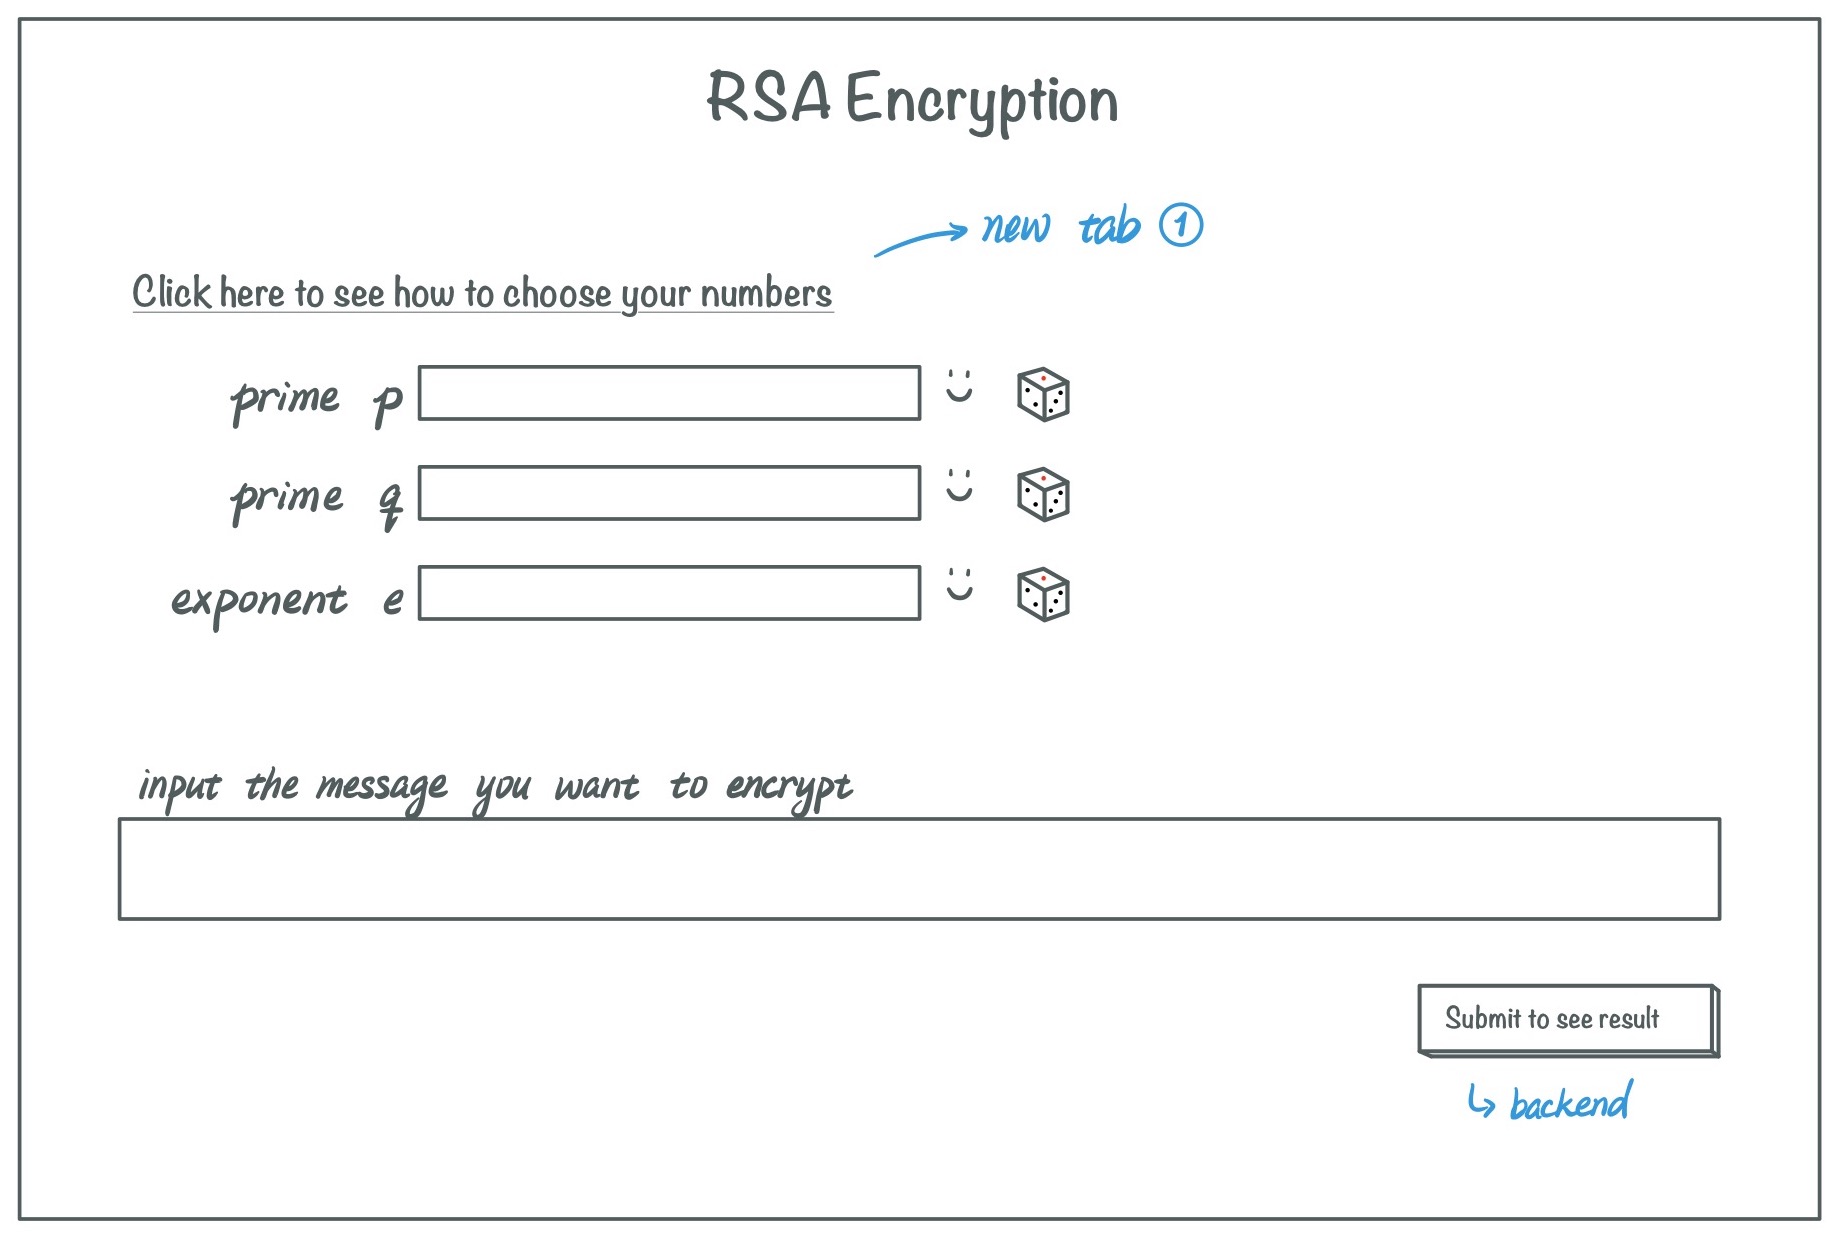 RSA Encryption
new tab ①
Click here to see how to choose your numbers
prime p
prime q
exponent e
input the message you want to encrypt
Submit to see result
↳ backend